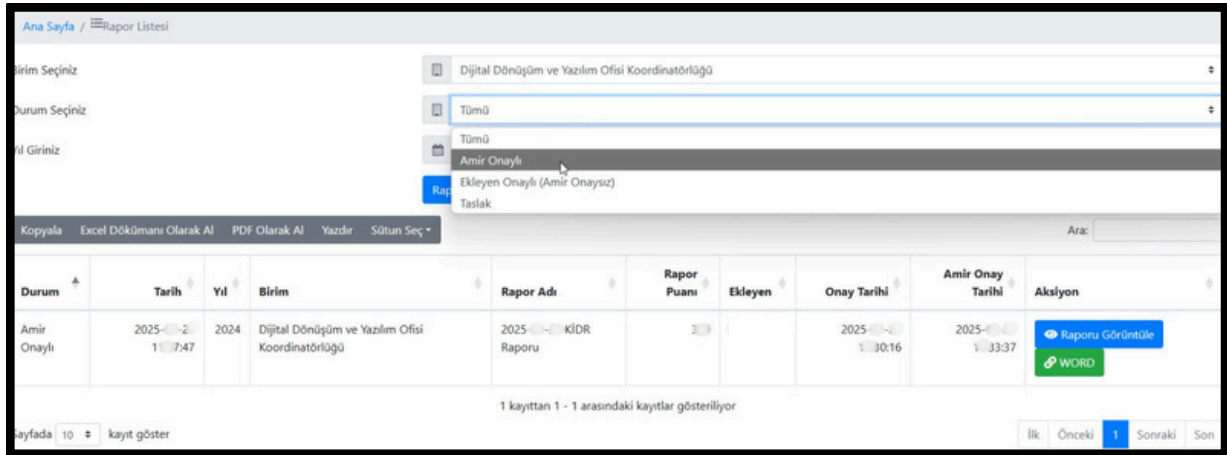 Ana Sayfa / Rapor Listesi
Birim Seçiniz
Dijital Dönüşüm ve Yazılım Ofisi Koordinatörlüğü
Durum Seçiniz
Tümü
Yıl Giriniz
Tümü
Amir Onaylı
Ekleyen Onaylı (Amir Onaysız)
Taslak
Kopyala Excel Dökümanı Olarak Al PDF Olarak Al Yazdır Sütun Seç
Ara:
Durum Tarih Yıl Birim Rapor Adı Rapor Puanı Ekleyen Onay Tarihi Amir Onay Tarihi Aksiyon
Amir Onaylı
2024
Dijital Dönüşüm ve Yazılım Ofisi
Koordinatörlüğü
KİDR
Raporu
Raporu Görüntüle
WORD
1 kayıttan 1 - 1 arasındaki kayıtlar gösteriliyor
Sayfada 10 kayıt göster
İlk Önceki 1 Sonraki Son